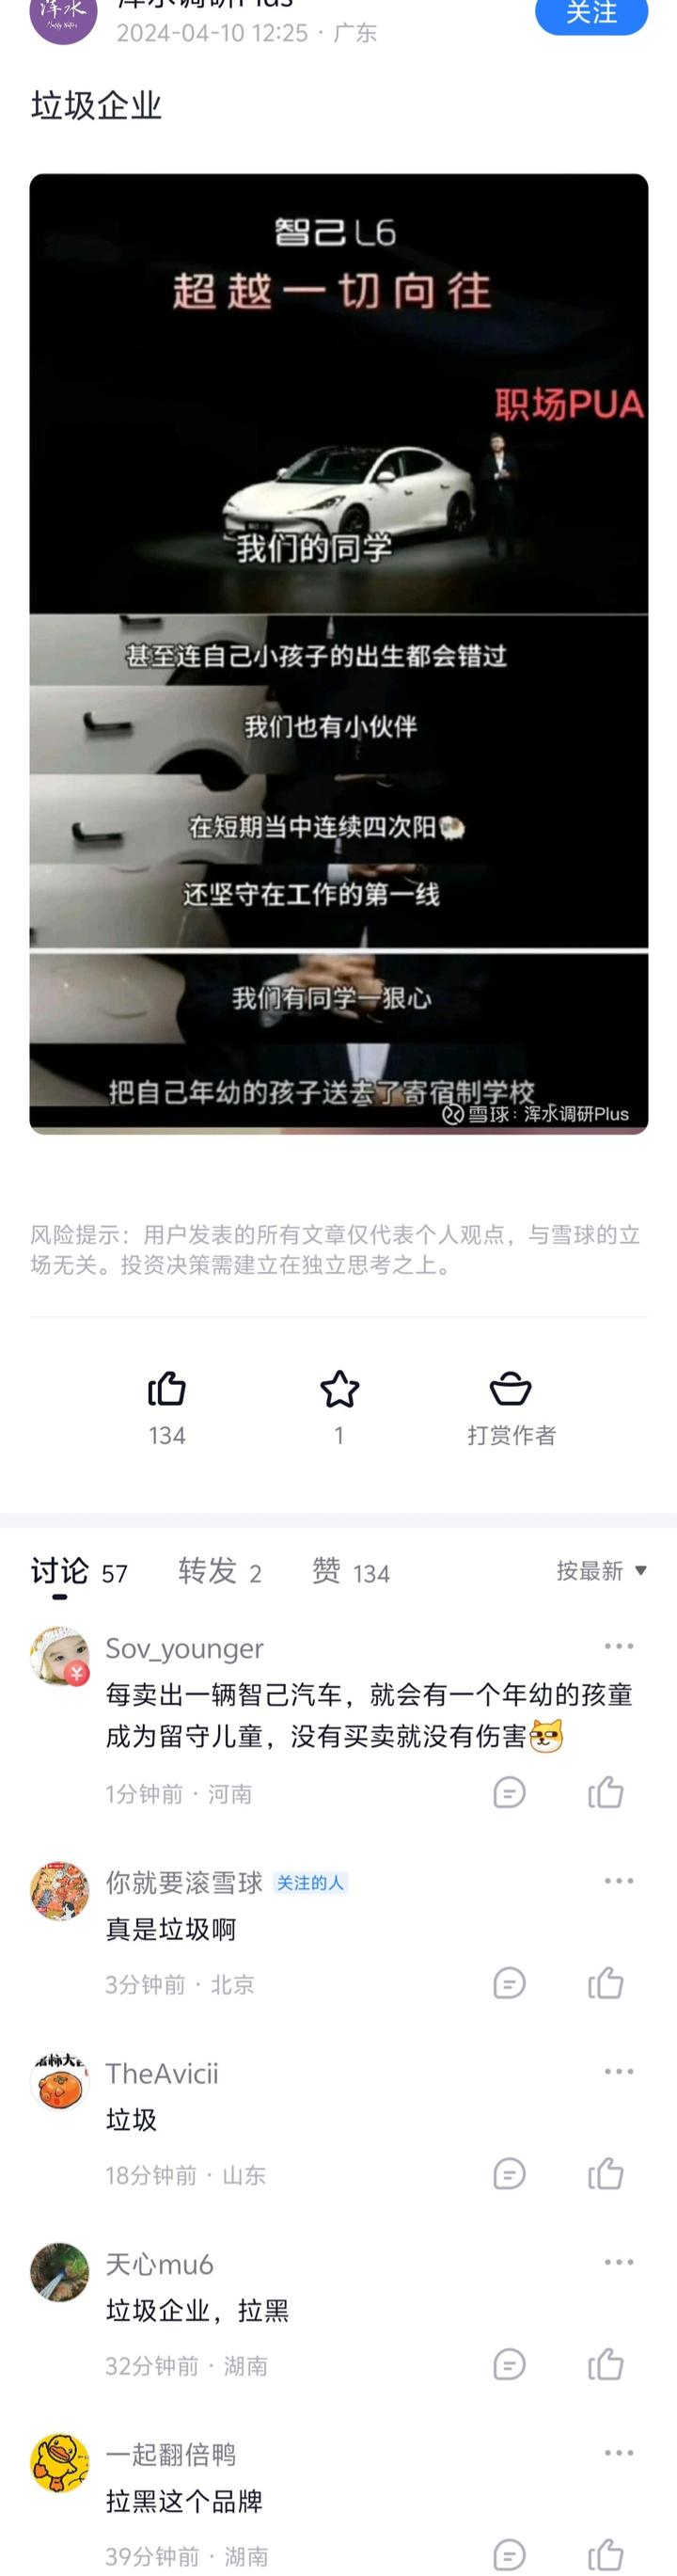 浑水调研Plus
2024-04-10 12:25 · 广东
关注
垃圾企业
智己 L6
超越一切向往
职场PUA
我们的同学
甚至连自己小孩子的出生都会错过
我们也有小伙伴
在短期当中连续四次阳🐑
还坚守在工作的第一线
我们有同学一狠心
把自己年幼的孩子送去了寄宿制学校
雪球:浑水调研Plus
风险提示:用户发表的所有文章仅代表个人观点,与雪球的立
场无关。投资决策需建立在独立思考之上。
134
1
打赏作者
讨论 57
转发 2
赞 134
按最新
Sov_younger
每卖出一辆智己汽车,就会有一个年幼的孩童
成为留守儿童,没有买卖就没有伤害
1分钟前 · 河南
你就要滚雪球 关注的人
真是垃圾啊
3分钟前 · 北京
TheAvicii
垃圾
18分钟前 · 山东
天心mu6
垃圾企业,拉黑
32分钟前 · 湖南
一起翻倍鸭
拉黑这个品牌
39分钟前 · 湖南